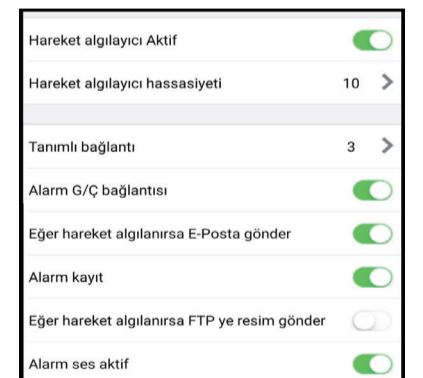 Hareket algılayıcı Aktif
Hareket algılayıcı hassasiyeti 10
Tanımlı bağlantı 3
Alarm G/Ç bağlantısı
Eğer hareket algılanırsa E-Posta gönder
Alarm kayıt
Eğer hareket algılanırsa FTP ye resim gönder
Alarm ses aktif